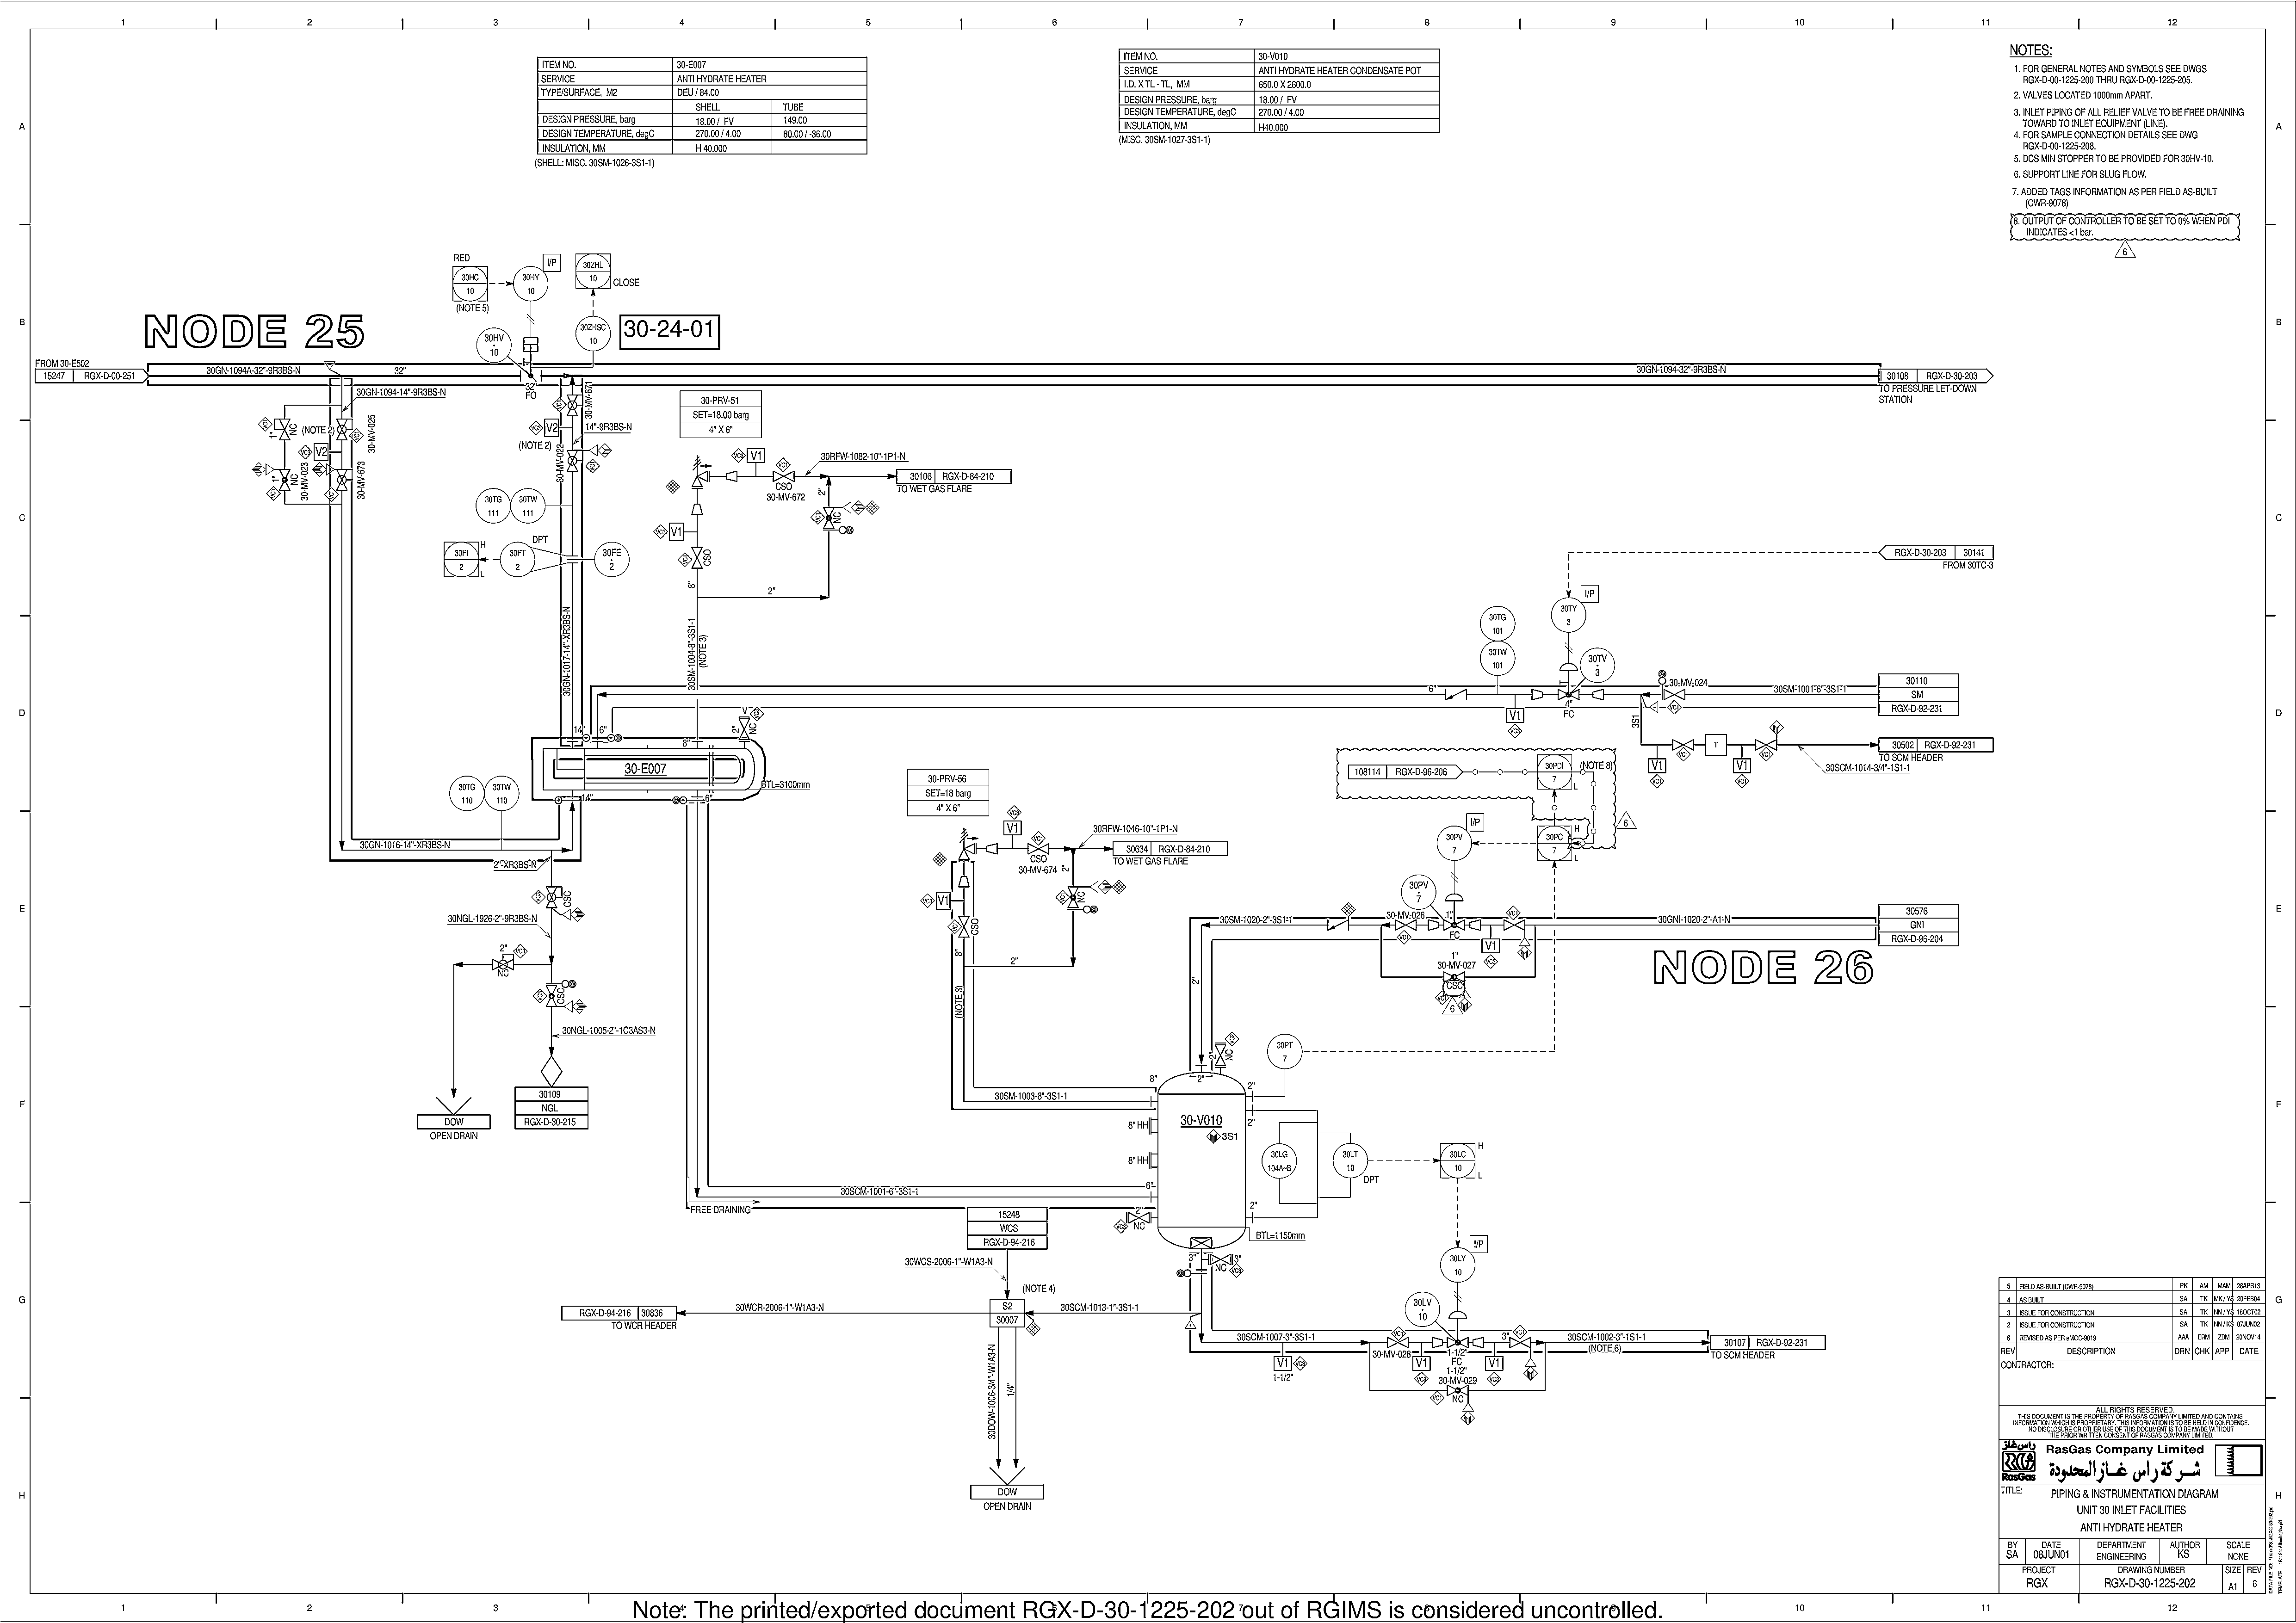 1 2 3 4 5 6 7 8 9 10 11 12
ITEM NO. 30-E007
SERVICE ANTI HYDRATE HEATER
TYPE/SURFACE, M2 DEU / 84.00
SHELL TUBE
DESIGN PRESSURE, barg 18.00 / FV 149.00
DESIGN TEMPERATURE, degC 270.00 / 4.00 80.00 / -36.00
INSULATION, MM H 40.000
(SHELL: MISC. 30SM-1026-3S1-1)
ITEM NO. 30-V010
SERVICE ANTI HYDRATE HEATER CONDENSATE POT
I.D. X TL - TL, MM 650.0 X 2600.0
DESIGN PRESSURE, barg 18.00 / FV
DESIGN TEMPERATURE, degC 270.00 / 4.00
INSULATION, MM H40.000
(MISC. 30SM-1027-3S1-1)
NOTES:
1. FOR GENERAL NOTES AND SYMBOLS SEE DWGS
RGX-D-00-1225-200 THRU RGX-D-00-1225-205.
2. VALVES LOCATED 1000mm APART.
3. INLET PIPING OF ALL RELIEF VALVE TO BE FREE DRAINING
TOWARD TO INLET EQUIPMENT (LINE).
4. FOR SAMPLE CONNECTION DETAILS SEE DWG
RGX-D-00-1225-208.
5. DCS MIN STOPPER TO BE PROVIDED FOR 30HV-10.
6. SUPPORT LINE FOR SLUG FLOW.
7. ADDED TAGS INFORMATION AS PER FIELD AS-BUILT
(CWR-9078)
8. OUTPUT OF CONTROLLER TO BE SET TO 0% WHEN PDI
INDICATES <1 bar.
6
A
B
C
D
E
F
G
H
NODE 25
RED
30HC 10
(NOTE 5)
30HY 10
I/P
30ZHL 10
CLOSE
30HV 10
30ZHSC 10
30-24-01
FROM 30-E502
15247 RGX-D-00-251
30GN-1094A-32"-9R3BS-N
32"
FO
30GN-1094-32"-9R3BS-N
30108 RGX-D-30-203
TO PRESSURE LET-DOWN
STATION
30GN-1094-14"-9R3BS-N
30-MV-671
14"-9R3BS-N
V2
(NOTE 2)
30-MV-022
1"
NC
(NOTE 2)
30-MV-025
V2
1"
NC
30-MV-023
30-MV-673
30TG 111
30TW 111
30FI 2
H
L
30FT 2
DPT
30FE 2
30GN-1017-14"-XR3BS-N
30-PRV-51
SET=18.00 barg
4" X 6"
V1
30RFW-1082-10"-1P1-N
CSO
30-MV-672
30106 RGX-D-84-210
TO WET GAS FLARE
2"
NC
V1
CSO
8"
2"
30SM-1004-8"-3S1-1
(NOTE 3)
RGX-D-30-203 30141
FROM 30TC-3
I/P
30TY 3
30TG 101
30TW 101
30TV 3
6"
V1
4"
FC
30-MV-024
30SM-1001-6"-3S1-1
30110
SM
RGX-D-92-231
3S1
V1
T
V1
30502 RGX-D-92-231
TO SCM HEADER
30SCM-1014-3/4"-1S1-1
14"
6"
8"
V
2"
NC
30-E007
BTL=3100mm
14"
6"
30TG 110
30TW 110
30GN-1016-14"-XR3BS-N
2"-XR3BS-N
CSC
30NGL-1926-2"-9R3BS-N
2"
NC
CSC
30NGL-1005-2"-1C3AS3-N
30109
NGL
RGX-D-30-215
DOW
OPEN DRAIN
30-PRV-56
SET=18 barg
4" X 6"
V1
30RFW-1046-10"-1P1-N
CSO
30-MV-674
30634 RGX-D-84-210
TO WET GAS FLARE
2"
NC
V1
CSO
8"
2"
(NOTE 3)
108114 RGX-D-96-206
30PDI 7
(NOTE 8)
L
30PC 7
H
L
6
I/P
30PV 7
30PV 7
30SM-1020-2"-3S1-1
30-MV-026
1"
FC
V1
30GNI-1020-2"-A1-N
30576
GNI
RGX-D-96-204
NODE 26
1"
30-MV-027
CSC
6
2"
30PT 7
2"
NC
2"
8"
30SM-1003-8"-3S1-1
2"
2"
30-V010
3S1
8" HH
8" HH
30LG 104A~B
30LT 10
DPT
30LC 10
H
L
6"
30SCM-1001-6"-3S1-1
FREE DRAINING
2"
NC
2"
BTL=1150mm
3"
3"
NC
15248
WCS
RGX-D-94-216
30WCS-2006-1"-W1A3-N
(NOTE 4)
S2
30007
30SCM-1013-1"-3S1-1
30WCR-2006-1"-W1A3-N
RGX-D-94-216 30836
TO WCR HEADER
30DOW-1006-3/4"-W1A3-N
1/4"
DOW
OPEN DRAIN
I/P
30LY 10
30LV 10
30SCM-1007-3"-3S1-1
V1
1-1/2"
30-MV-028
V1
1-1/2"
FC
3"
V1
1-1/2"
30-MV-029
NC
30SCM-1002-3"-1S1-1
(NOTE 6)
30107 RGX-D-92-231
TO SCM HEADER
5 FIELD AS-BUILT (CWR-9078) PK AM MAM 28APR13
4 AS BUILT SA TK MK/YS 20FEB04
3 ISSUE FOR CONSTRUCTION SA TK NN/YS 18OCT02
2 ISSUE FOR CONSTRUCTION SA TK NN/KS 07JUN02
6 REVISED AS PER eMOC-9019 AAA ERM ZBM 20NOV14
REV DESCRIPTION DRN CHK APP DATE
CONTRACTOR:
ALL RIGHTS RESERVED.
THIS DOCUMENT IS THE PROPERTY OF RASGAS COMPANY LIMITED AND CONTAINS
INFORMATION WHICH IS PROPRIETARY. THIS INFORMATION IS TO BE HELD IN CONFIDENCE.
NO DISCLOSURE OR OTHER USE OF THIS DOCUMENT IS TO BE MADE WITHOUT
THE PRIOR WRITTEN CONSENT OF RASGAS COMPANY LIMITED.
راس غاز
RasGas
RasGas Company Limited
شركة راس غاز المحدودة
TITLE:
PIPING & INSTRUMENTATION DIAGRAM
UNIT 30 INLET FACILITIES
ANTI HYDRATE HEATER
BY SA
DATE 08JUN01
DEPARTMENT ENGINEERING
AUTHOR KS
SCALE NONE
PROJECT RGX
DRAWING NUMBER RGX-D-30-1225-202
SIZE A1
REV 6
Note: The printed/exported document RGX-D-30-1225-202 out of RGIMS is considered uncontrolled.
1 2 3 4 5 6 7 8 9 10 11 12